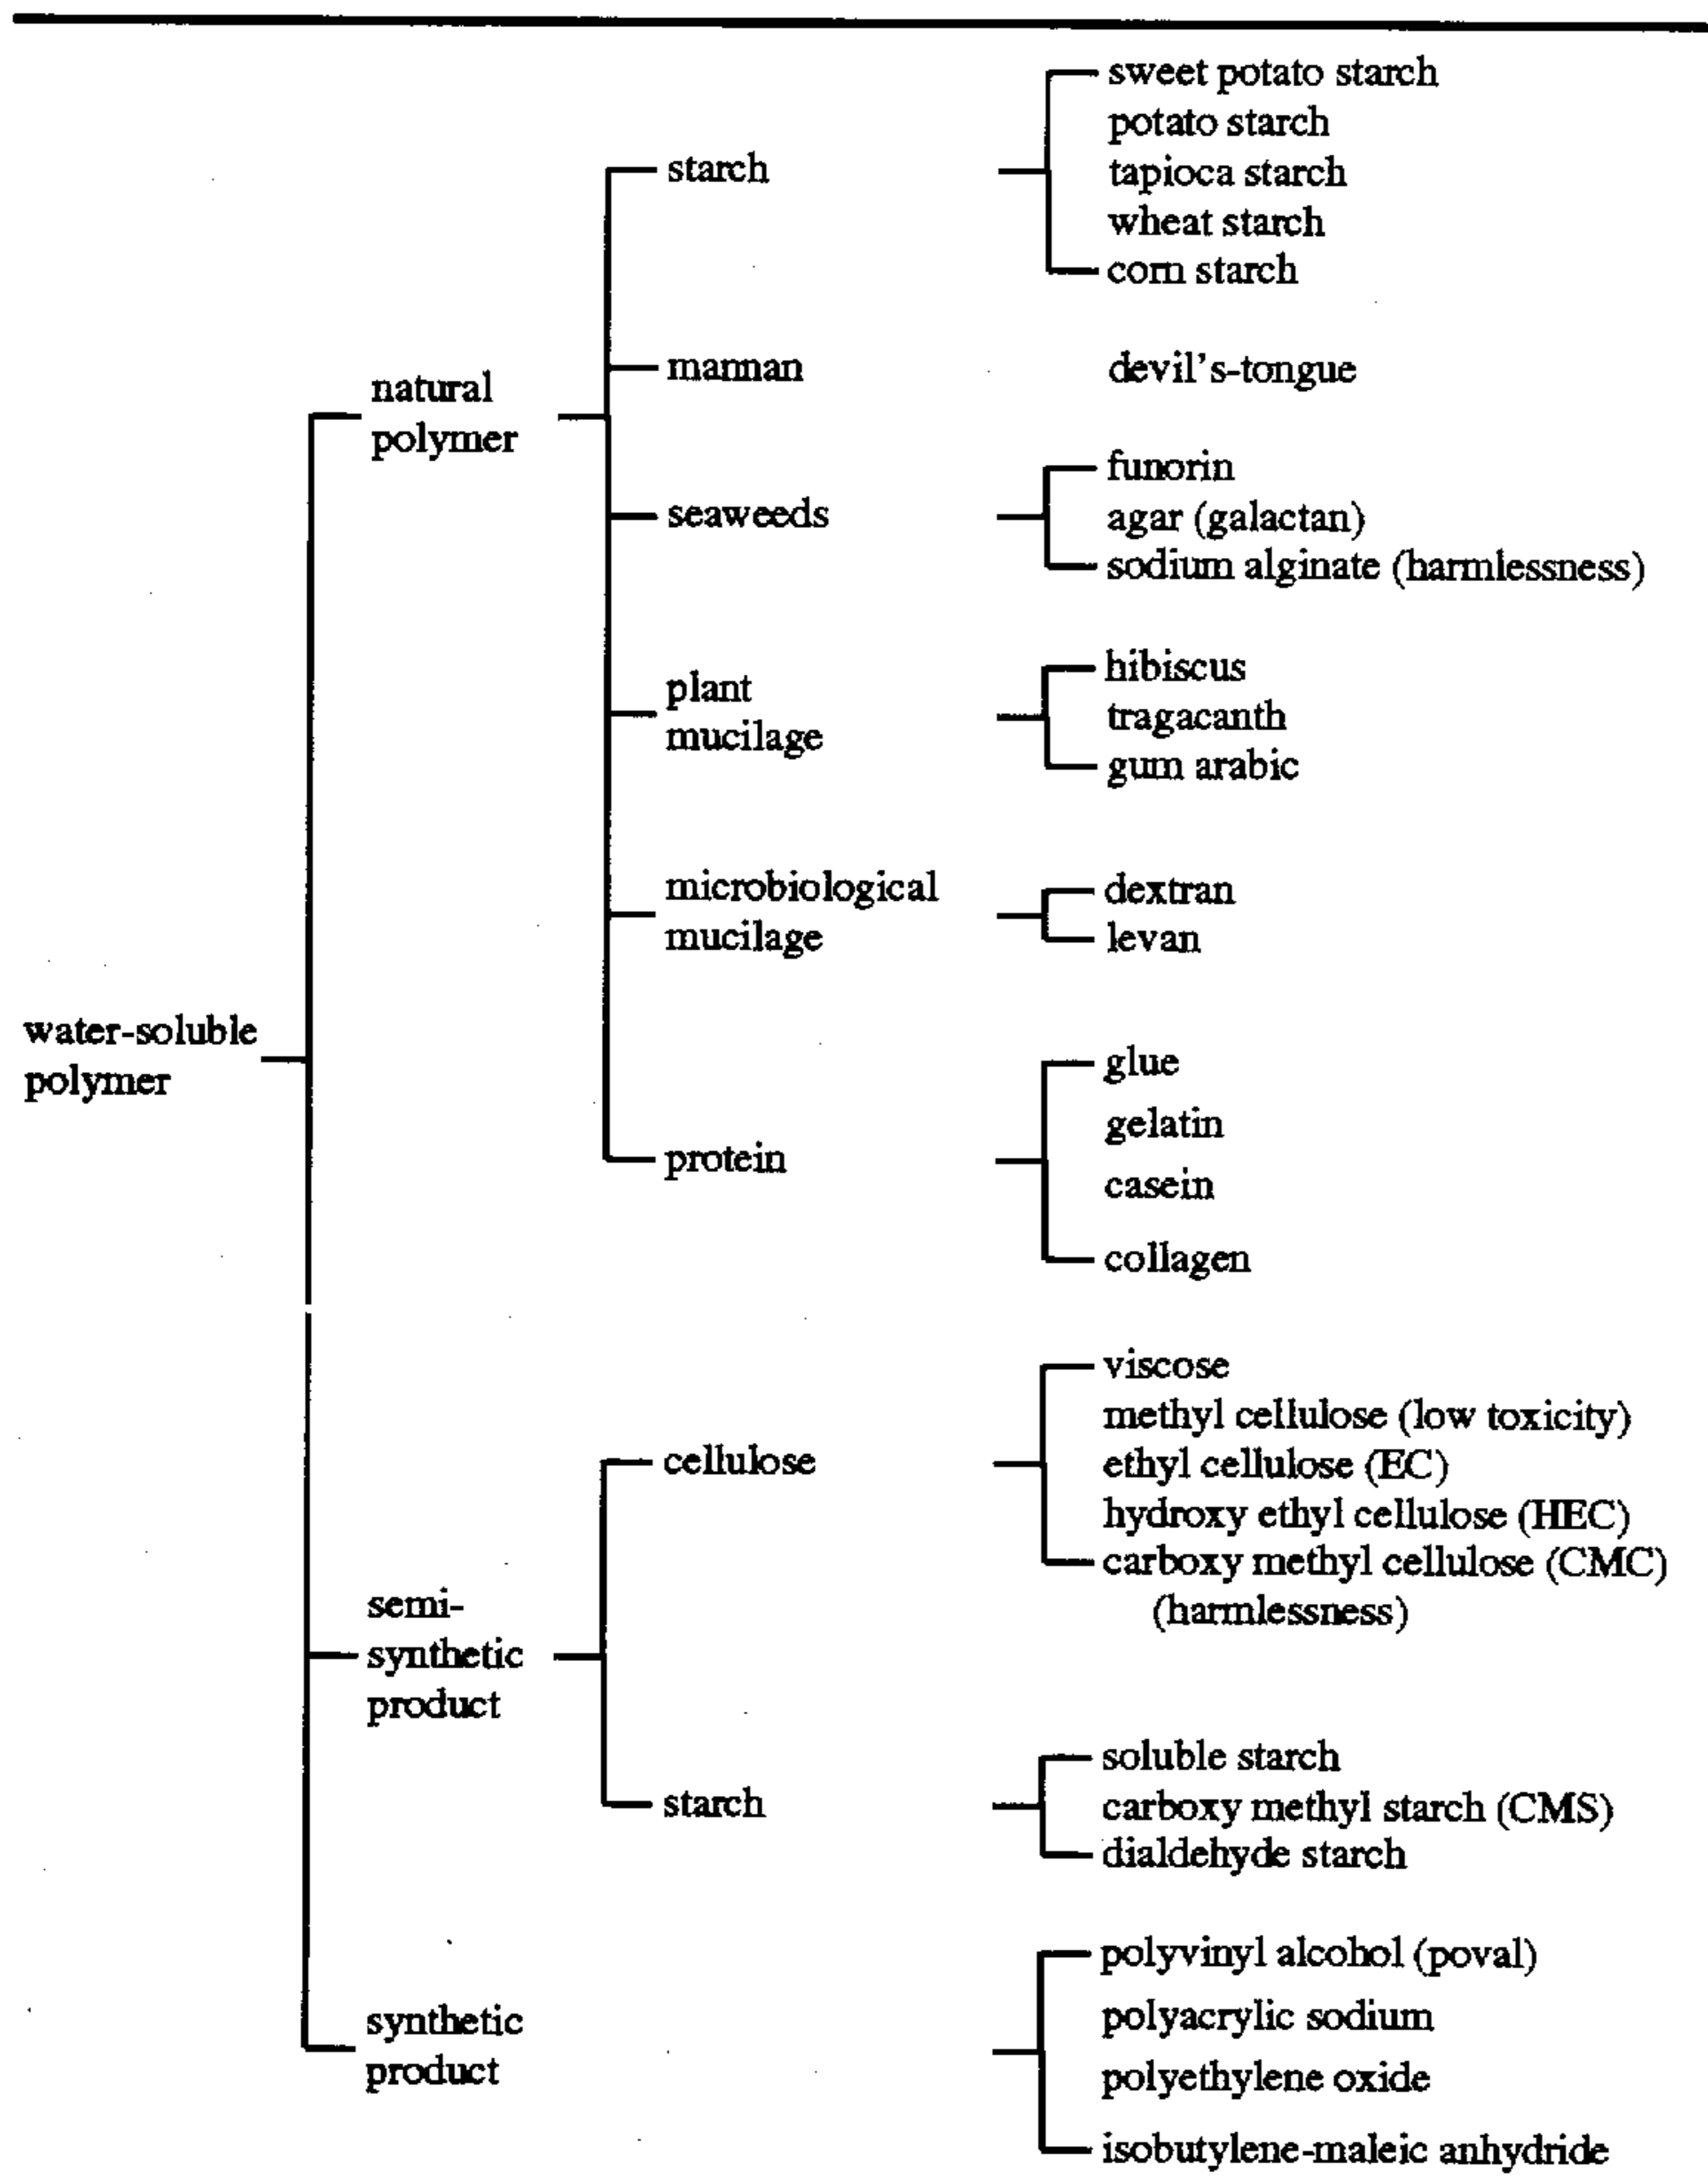 water-soluble
polymer
natural
polymer
starch
sweet potato starch
potato starch
tapioca starch
wheat starch
corn starch
mannan
devil's-tongue
seaweeds
funorin
agar (galactan)
sodium alginate (harmlessness)
plant
mucilage
hibiscus
tragacanth
gum arabic
microbiological
mucilage
dextran
levan
protein
glue
gelatin
casein
collagen
semi-
synthetic
product
cellulose
viscose
methyl cellulose (low toxicity)
ethyl cellulose (EC)
hydroxy ethyl cellulose (HEC)
carboxy methyl cellulose (CMC)
(harmlessness)
starch
soluble starch
carboxy methyl starch (CMS)
dialdehyde starch
synthetic
product
polyvinyl alcohol (poval)
polyacrylic sodium
polyethylene oxide
isobutylene-maleic anhydride